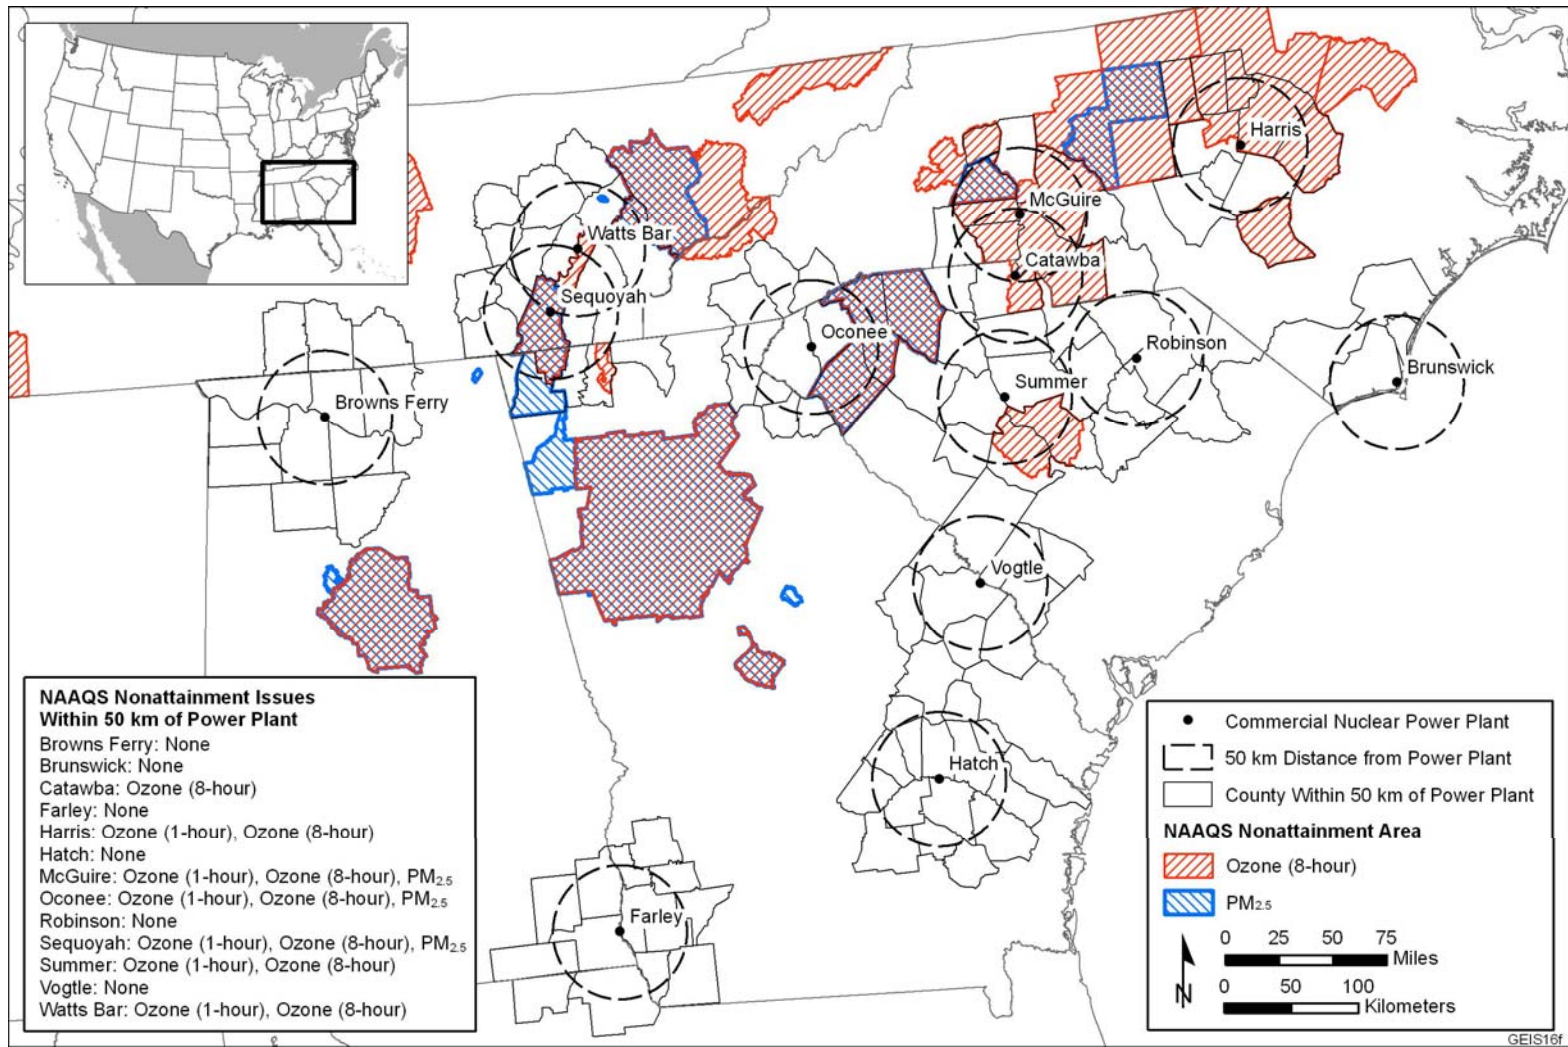 Harris
McGuire
Watts Bar
Catawba
Sequoyah
Oconee
Robinson
Brunswick
Summer
Browns Ferry
Vogtle
Hatch
Farley
NAAQS Nonattainment Issues
Within 50 km of Power Plant
Browns Ferry: None
Brunswick: None
Catawba: Ozone (8-hour)
Farley: None
Harris: Ozone (1-hour), Ozone (8-hour)
Hatch: None
McGuire: Ozone (1-hour), Ozone (8-hour), PM2.5
Oconee: Ozone (1-hour), Ozone (8-hour), PM2.5
Robinson: None
Sequoyah: Ozone (1-hour), Ozone (8-hour), PM2.5
Summer: Ozone (1-hour), Ozone (8-hour)
Vogtle: None
Watts Bar: Ozone (1-hour), Ozone (8-hour)
Commercial Nuclear Power Plant
50 km Distance from Power Plant
County Within 50 km of Power Plant
NAAQS Nonattainment Area
Ozone (8-hour)
PM2.5
N
0 25 50 75
Miles
0 50 100
Kilometers
GEIS16f